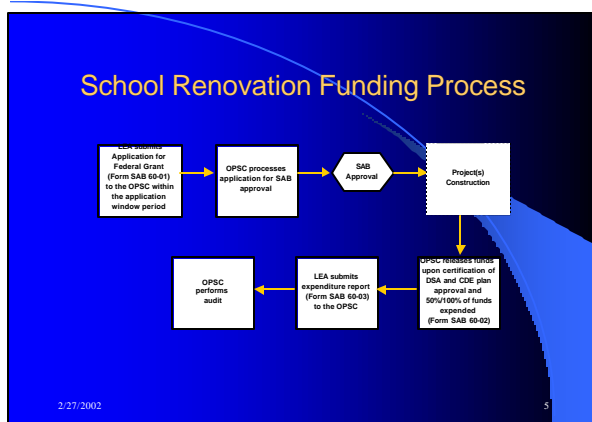 School Renovation Funding Process
LEA submits
Application for
Federal Grant
(Form SAB 60-01)
to the OPSC within
the application
window period
OPSC processes
application for SAB
approval
SAB
Approval
Project(s)
Construction
OPSC releases funds
upon certification of
DSA and CDE plan
approval and
50%/100% of funds
expended
(Form SAB 60-02)
LEA submits
expenditure report
(Form SAB 60-03)
to the OPSC
OPSC
performs
audit
2/27/2002
5